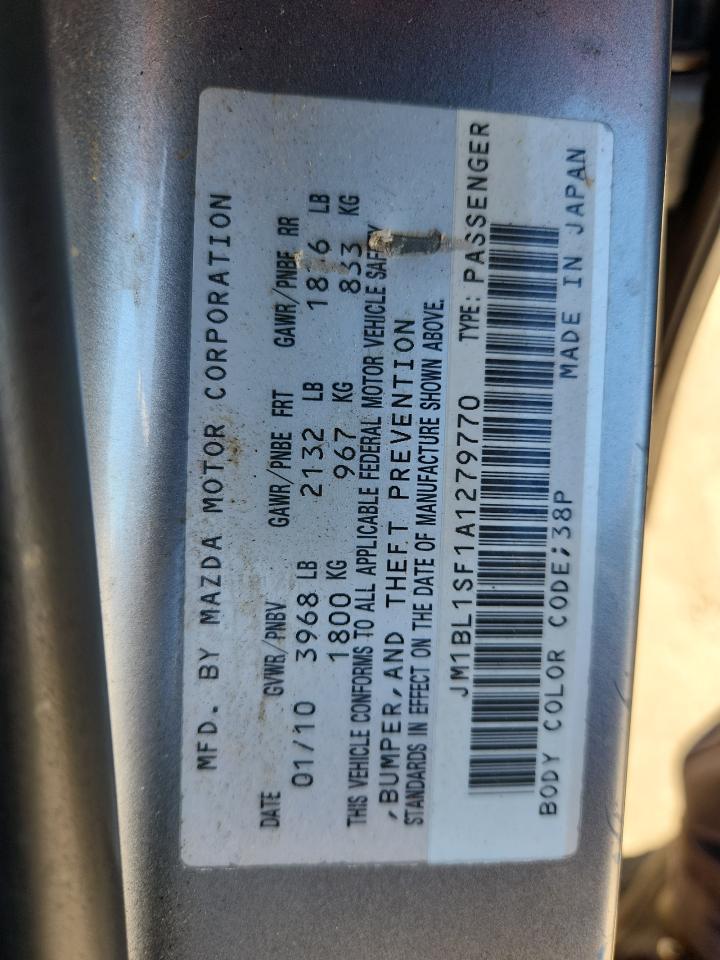 MFD. BY MAZDA MOTOR CORPORATION
DATE GVWR/PNBV GAWR/PNBE FRT GAWR/PNBE RR
01/10 3968 LB 2132 LB LB
1800 KG 967 KG 833 KG
THIS VEHICLE CONFORMS TO ALL APPLICABLE FEDERAL MOTOR VEHICLE SAFETY
,BUMPER,AND THEFT PREVENTION
STANDARDS IN EFFECT ON THE DATE OF MANUFACTURE SHOWN ABOVE.
JM1BL1SF1A1279770 TYPE: PASSENGER
BODY COLOR CODE;38P MADE IN JAPAN